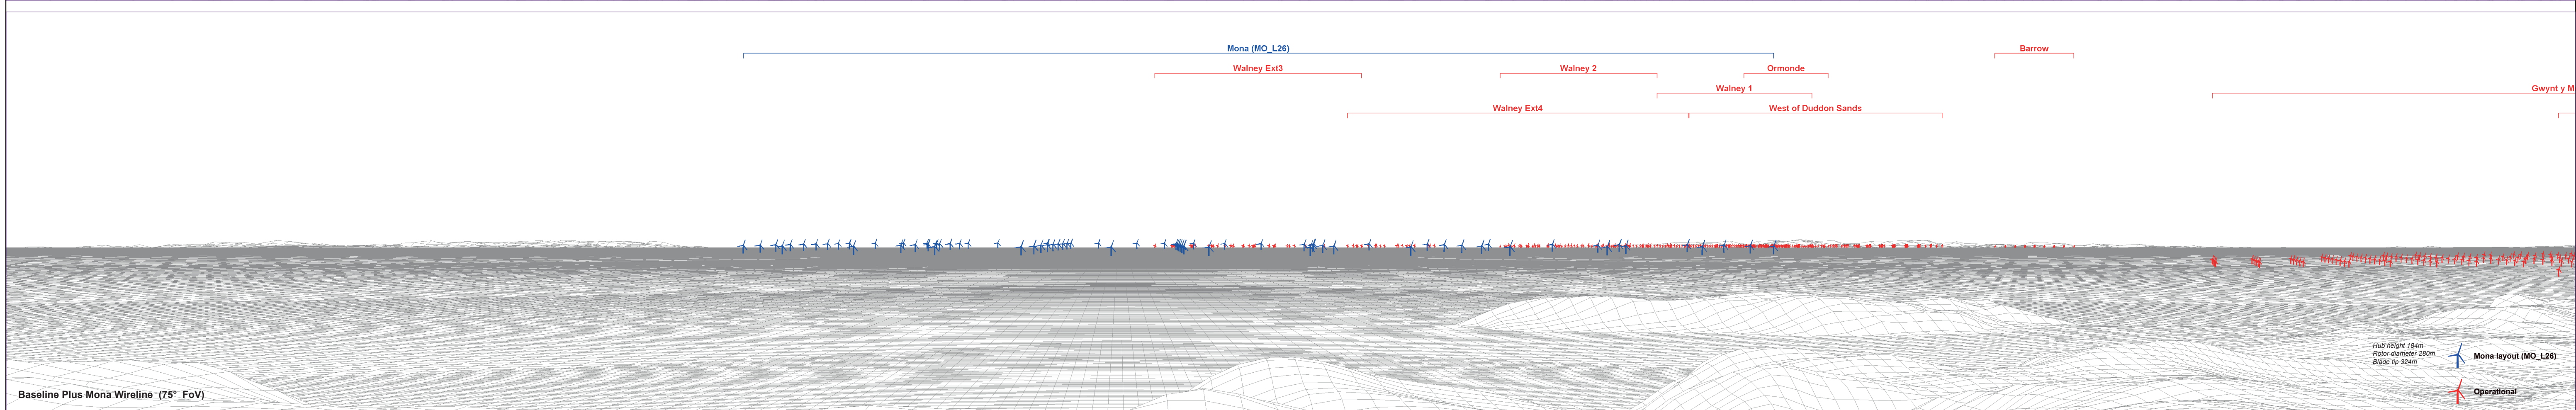 Mona (MO_L26)
Barrow
Walney Ext3
Walney 2
Ormonde
Walney 1
Gwynt y M
Walney Ext4
West of Duddon Sands
Hub height 184m
Rotor diameter 280m
Blade tip 324m
Mona layout (MO_L26)
Baseline Plus Mona Wireline (75° FoV)
Operational